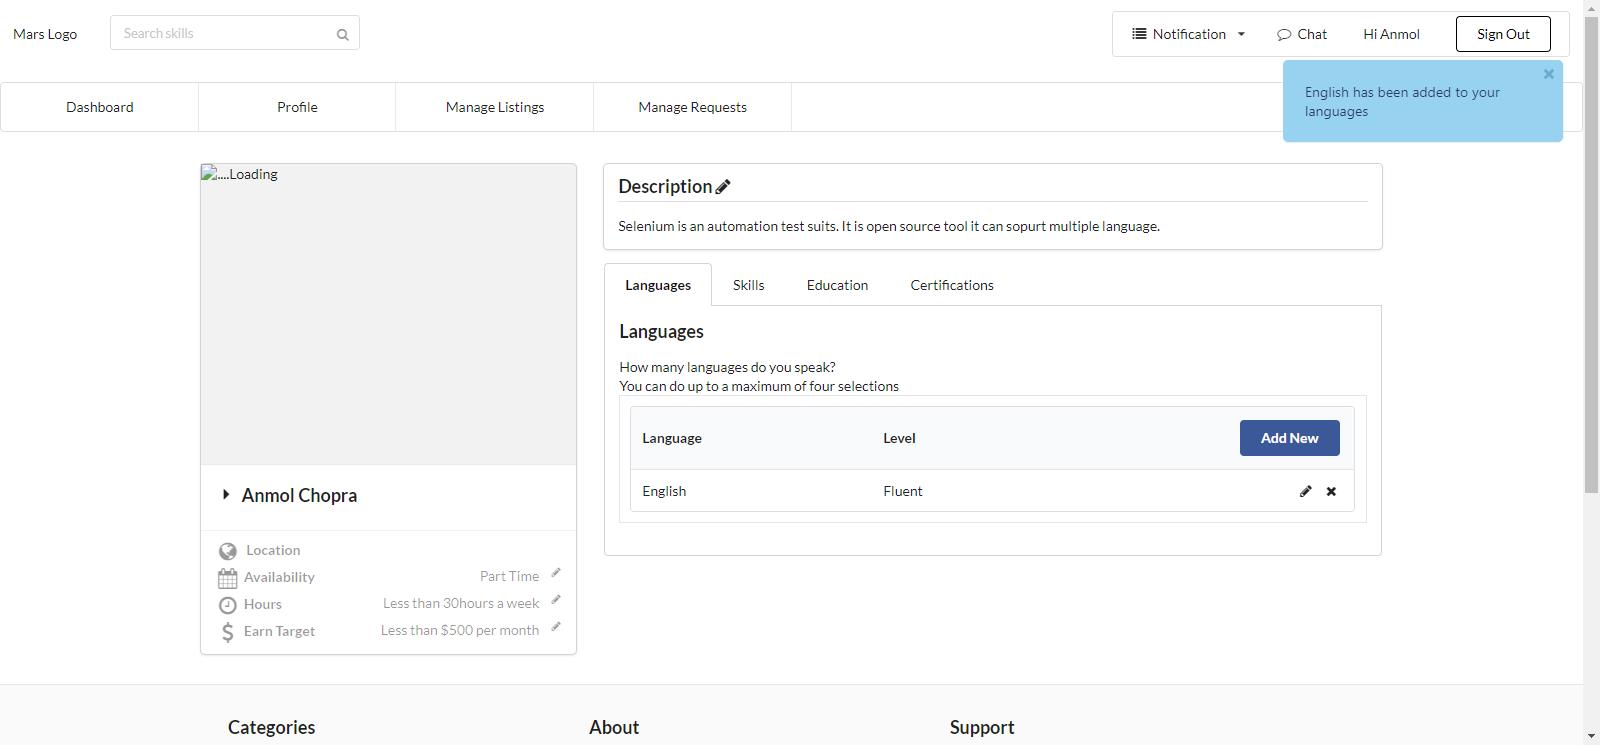 Mars Logo
Search skills
Notification
Chat
Hi Anmol
Sign Out
Dashboard
Profile
Manage Listings
Manage Requests
English has been added to your
languages
....Loading
Description
Selenium is an automation test suits. It is open source tool it can sopurt multiple language.
Languages
Skills
Education
Certifications
Languages
How many languages do you speak?
You can do up to a maximum of four selections
Language
Level
Add New
English
Fluent
Anmol Chopra
Location
Availability
Part Time
Hours
Less than 30hours a week
Earn Target
Less than $500 per month
Categories
About
Support